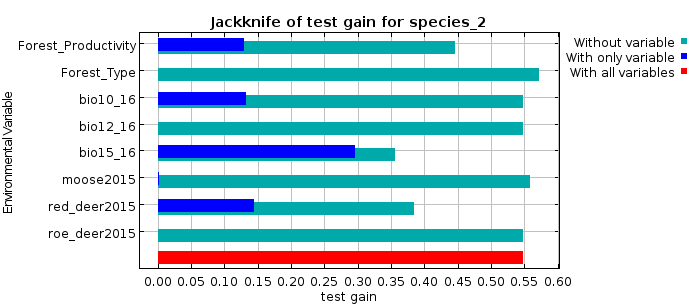 Jackknife of test gain for species_2
Environmental Variable
Forest_Productivity
Forest_Type
bio10_16
bio12_16
bio15_16
moose2015
red_deer2015
roe_deer2015
0.00 0.05 0.10 0.15 0.20 0.25 0.30 0.35 0.40 0.45 0.50 0.55 0.60
test gain
Without variable
With only variable
With all variables